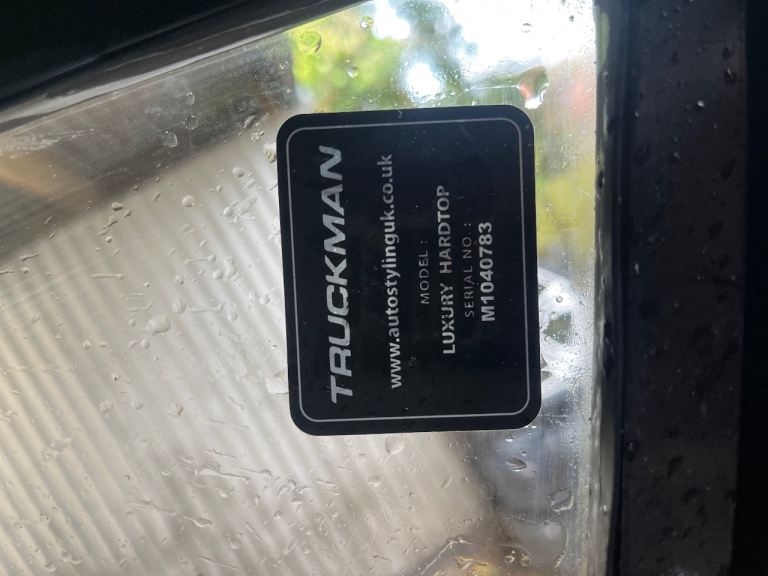 TRUCKMAN
www.autostylinguk.co.uk
MODEL :
LUXURY HARDTOP
SERIAL NO. :
M1040783